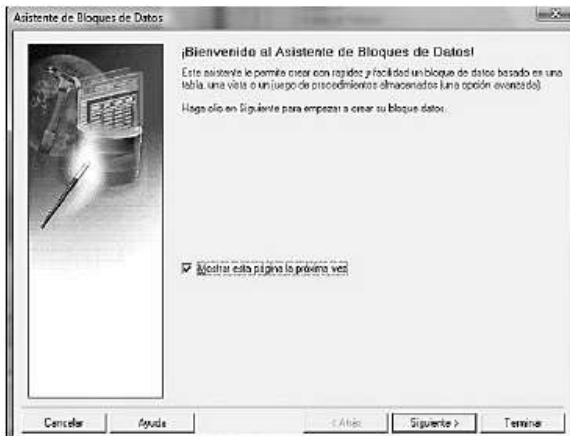 Asistente de Bloques de Datos
¡Bienvenido al Asistente de Bloques de Datos!
Este asistente le permite crear con rapidez y facilidad un bloque de datos basado en una
tabla, una vista o un juego de procedimientos almacenados (una opción avanzada).
Haga clic en Siguiente para empezar a crear su bloque datos.
Mostrar esta página la próxima vez
Cancelar
Ayuda
< Atrás
Siguiente >
Terminar